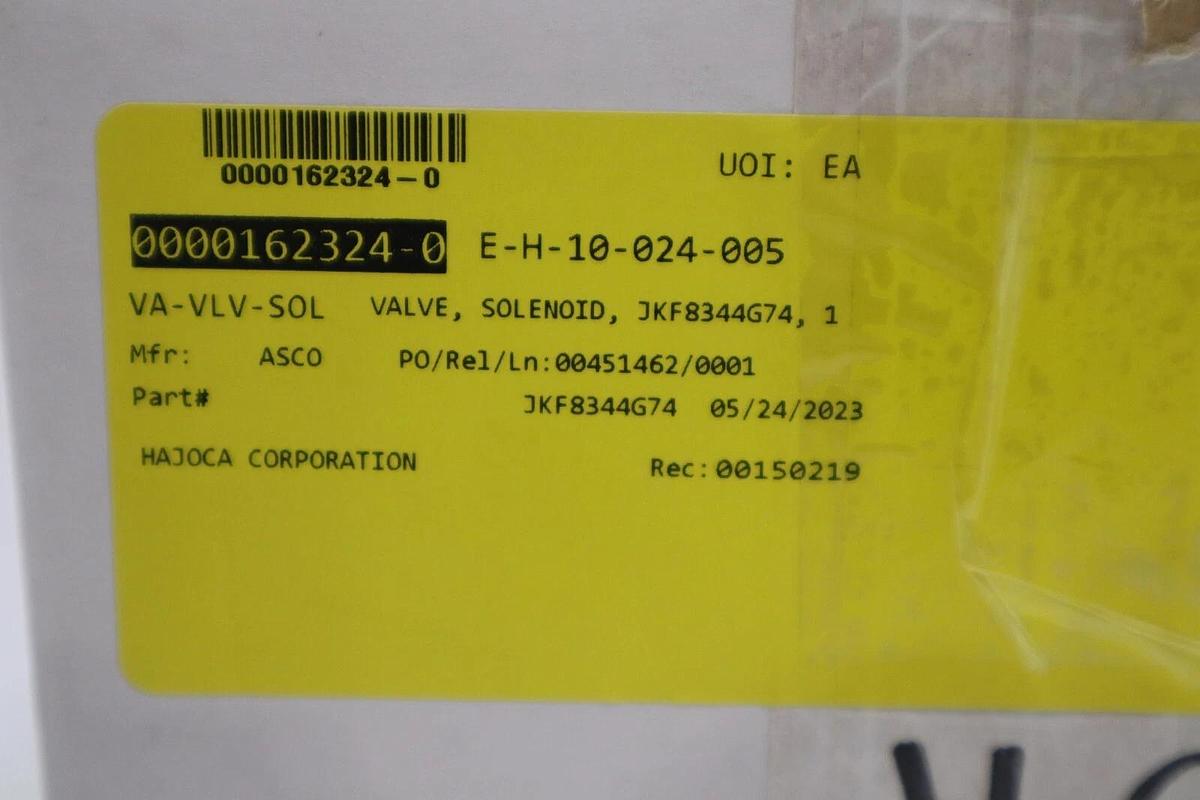 0000162324-0
UOI: EA
0000162324-0 E-H-10-024-005
VA-VLV-SOL VALVE, SOLENOID, JKF8344G74, 1
Mfr: ASCO PO/Rel/Ln:00451462/0001
Part# JKF8344G74 05/24/2023
HAJOCA CORPORATION Rec:00150219